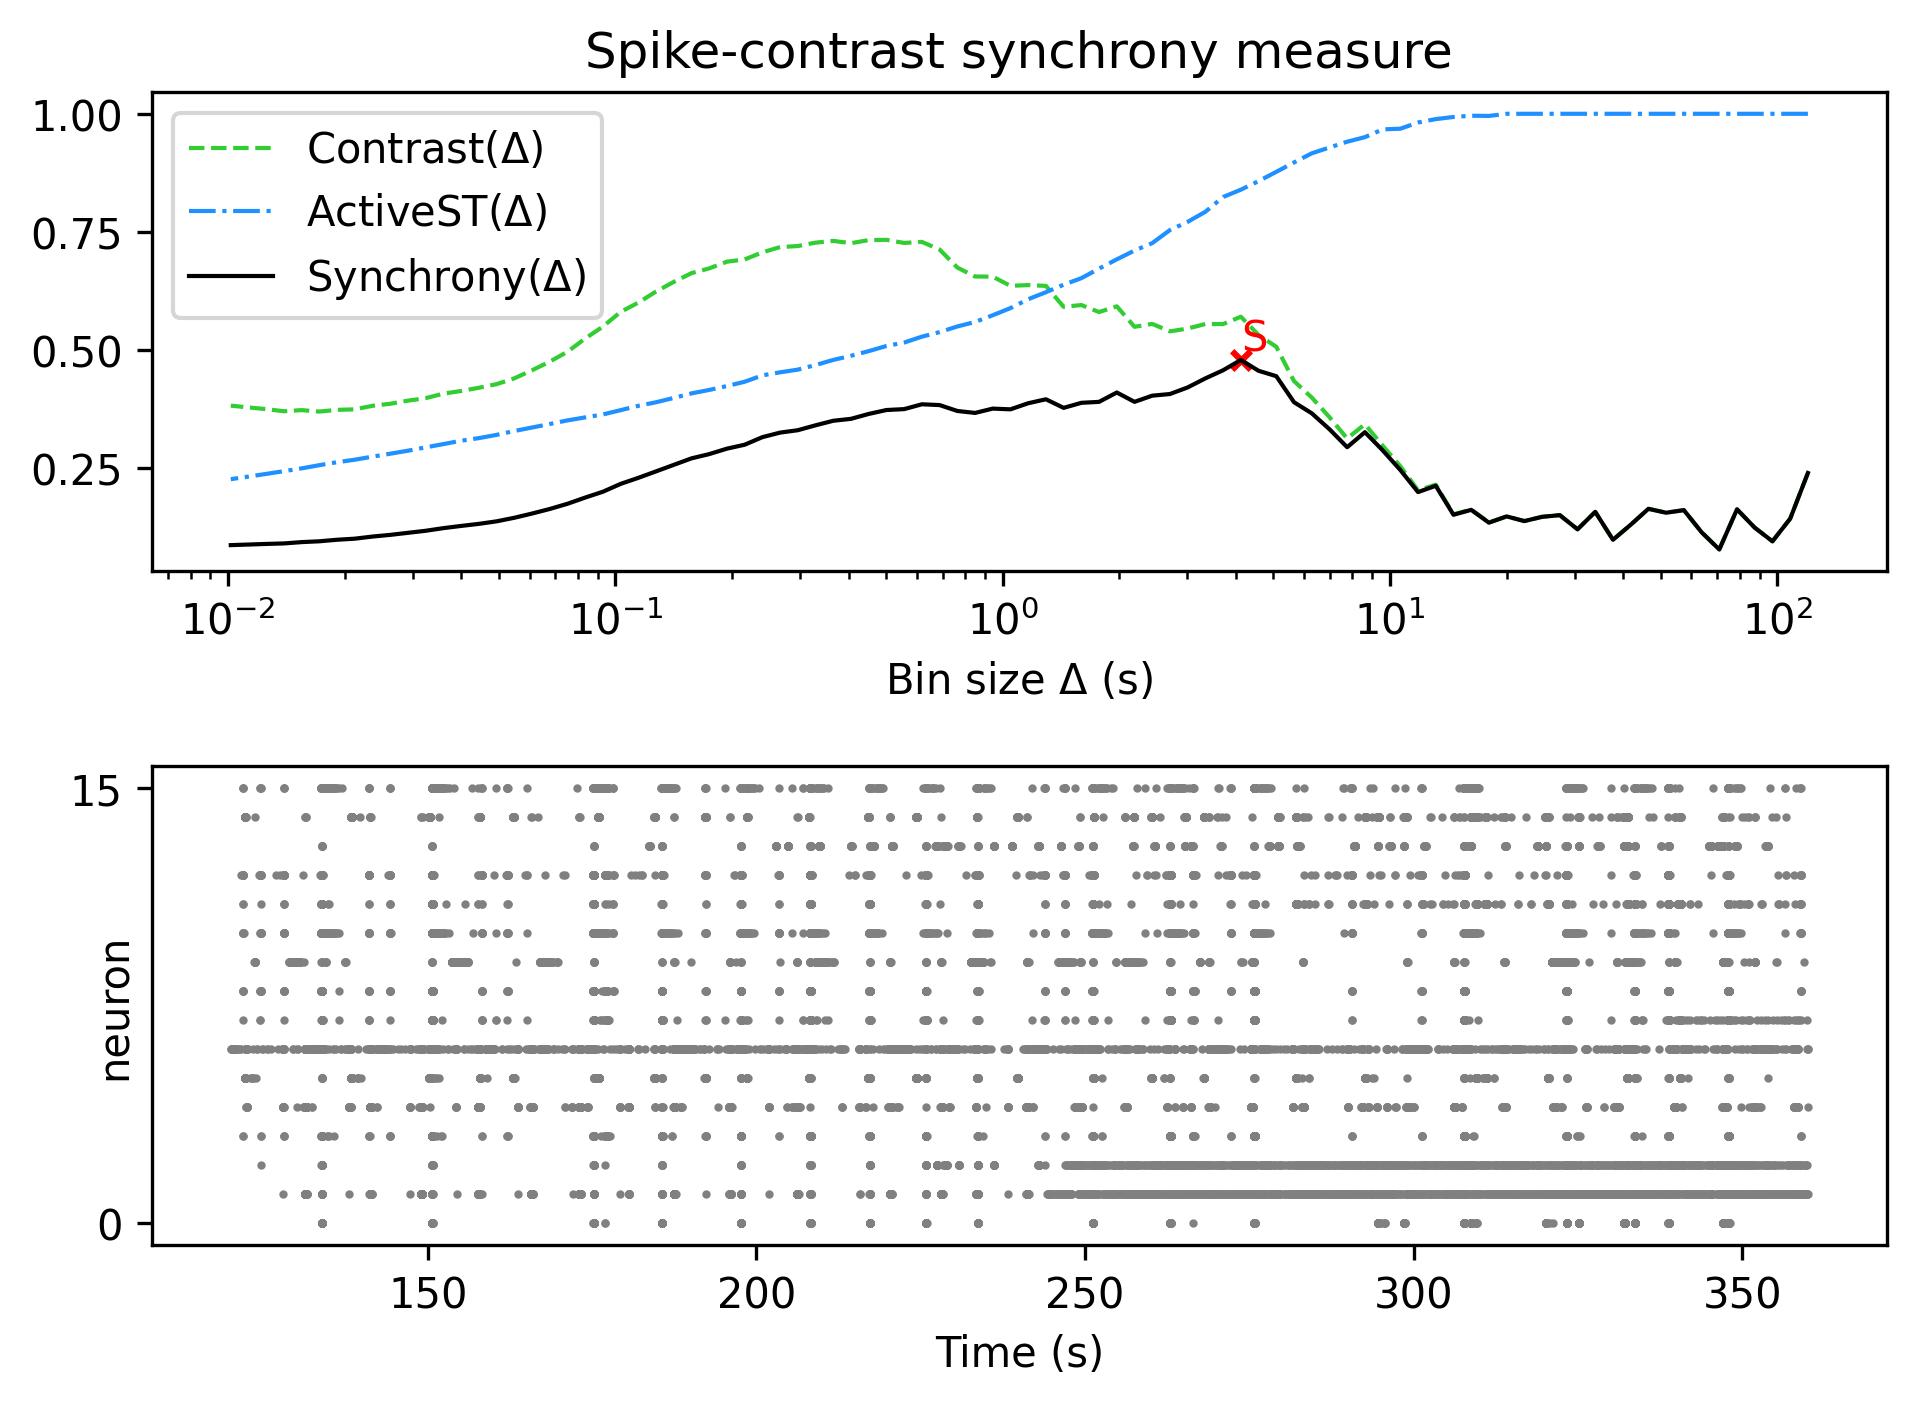 Spike-contrast synchrony measure
1.00
0.75
0.50
0.25
Contrast(Δ)
ActiveST(Δ)
Synchrony(Δ)
S
10⁻² 10⁻¹ 10⁰ 10¹ 10²
Bin size Δ (s)
15
0
neuron
150 200 250 300 350
Time (s)